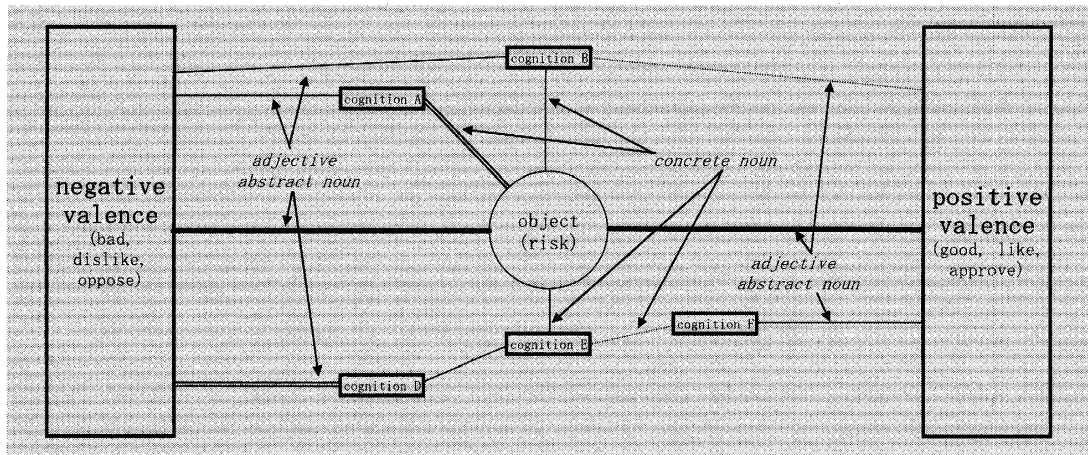 cognition B
cognition A
adjective
abstract noun
concrete noun
negative
valence
(bad,
dislike,
oppose)
object
(risk)
positive
valence
(good, like,
approve)
adjective
abstract noun
cognition F
cognition E
cognition D